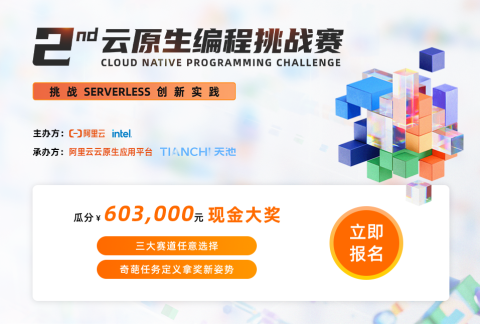 2nd 云原生编程挑战赛
CLOUD NATIVE PROGRAMMING CHALLENGE
挑战 SERVERLESS 创新实践
主办方: 阿里云 intel.
承办方: 阿里云云原生应用平台 TIANCHI 天池
瓜分 ¥ 603,000元 现金大奖
三大赛道任意选择
奇葩任务定义拿奖新姿势
立即
报名